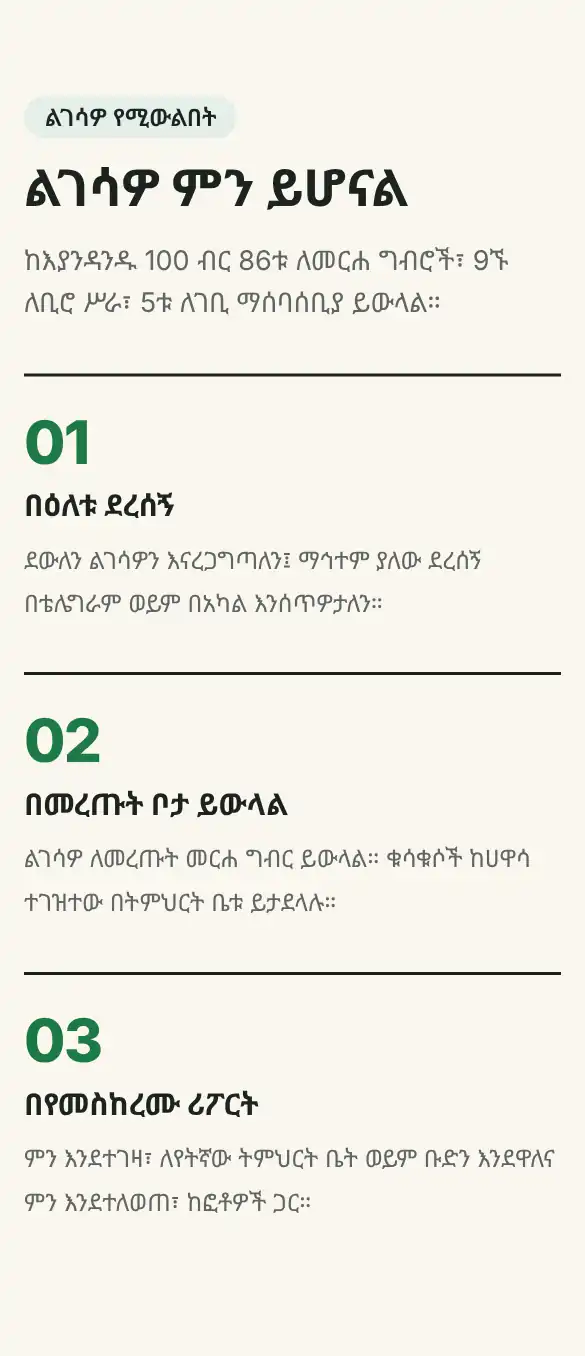 ልገሳዎ የሚውልበት
ልገሳዎ ምን ይሆናል
ከእያንዳንዱ 100 ብር 86ቱ ለመርሐ ግብሮች፣ 9ኙ
ለቢሮ ሥራ፣ 5ቱ ለገቢ ማሰባሰቢያ ይውላል።
01
በዕለቱ ደረሰኝ
ደውለን ልገሳዎን እናረጋግጣለን፤ ማኅተም ያለው ደረሰኝ
በቴሌግራም ወይም በአካል እንሰጥዎታለን።
02
በመረጡት ቦታ ይውላል
ልገሳዎ ለመረጡት መርሐ ግብር ይውላል። ቁሳቁሶች ከሀዋሳ
ተገዝተው በትምህርት ቤቱ ይታደላሉ።
03
በየመስከረሙ ሪፖርት
ምን እንደተገዛ፣ ለየትኛው ትምህርት ቤት ወይም ቡድን እንደዋለና
ምን እንደተለወጠ፣ ከፎቶዎች ጋር።